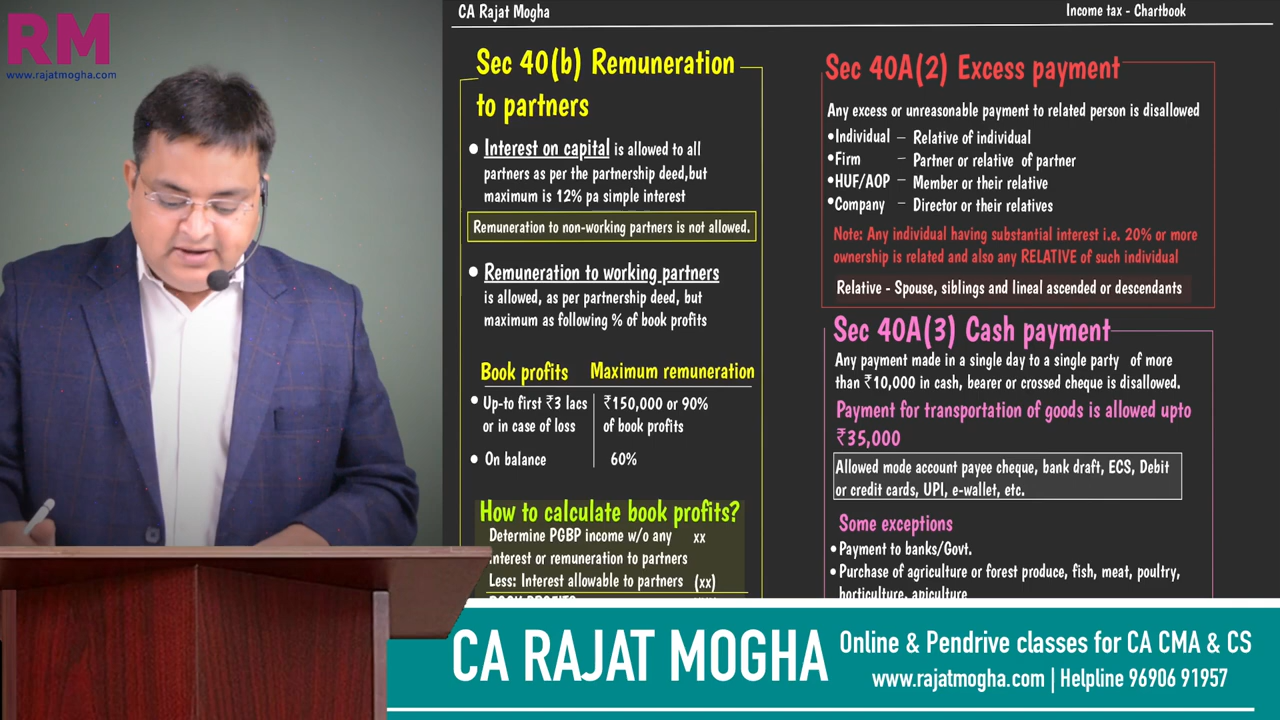 RM
www.rajatmogha.com
CA Rajat Mogha
Income tax - Chartbook
Sec 40(b) Remuneration
to partners
• Interest on capital is allowed to all
partners as per the partnership deed,but
maximum is 12% pa simple interest
Remuneration to non-working partners is not allowed.
• Remuneration to working partners
is allowed, as per partnership deed, but
maximum as following % of book profits
Book profits Maximum remuneration
• Up-to first ₹3 lacs ₹150,000 or 90%
or in case of loss of book profits
• On balance 60%
How to calculate book profits?
Determine PGBP income w/o any xx
interest or remuneration to partners
Less: Interest allowable to partners (xx)
Sec 40A(2) Excess payment
Any excess or unreasonable payment to related person is disallowed
•Individual – Relative of individual
•Firm – Partner or relative of partner
•HUF/AOP – Member or their relative
•Company – Director or their relatives
Note: Any individual having substantial interest i.e. 20% or more
ownership is related and also any RELATIVE of such individual
Relative - Spouse, siblings and lineal ascended or descendants
Sec 40A(3) Cash payment
Any payment made in a single day to a single party of more
than ₹10,000 in cash, bearer or crossed cheque is disallowed.
Payment for transportation of goods is allowed upto
₹35,000
Allowed mode account payee cheque, bank draft, ECS, Debit
or credit cards, UPI, e-wallet, etc.
Some exceptions
• Payment to banks/Govt.
• Purchase of agriculture or forest produce, fish, meat, poultry,
horticulture, apiculture
CA RAJAT MOGHA
Online & Pendrive classes for CA CMA & CS
www.rajatmogha.com | Helpline 96906 91957